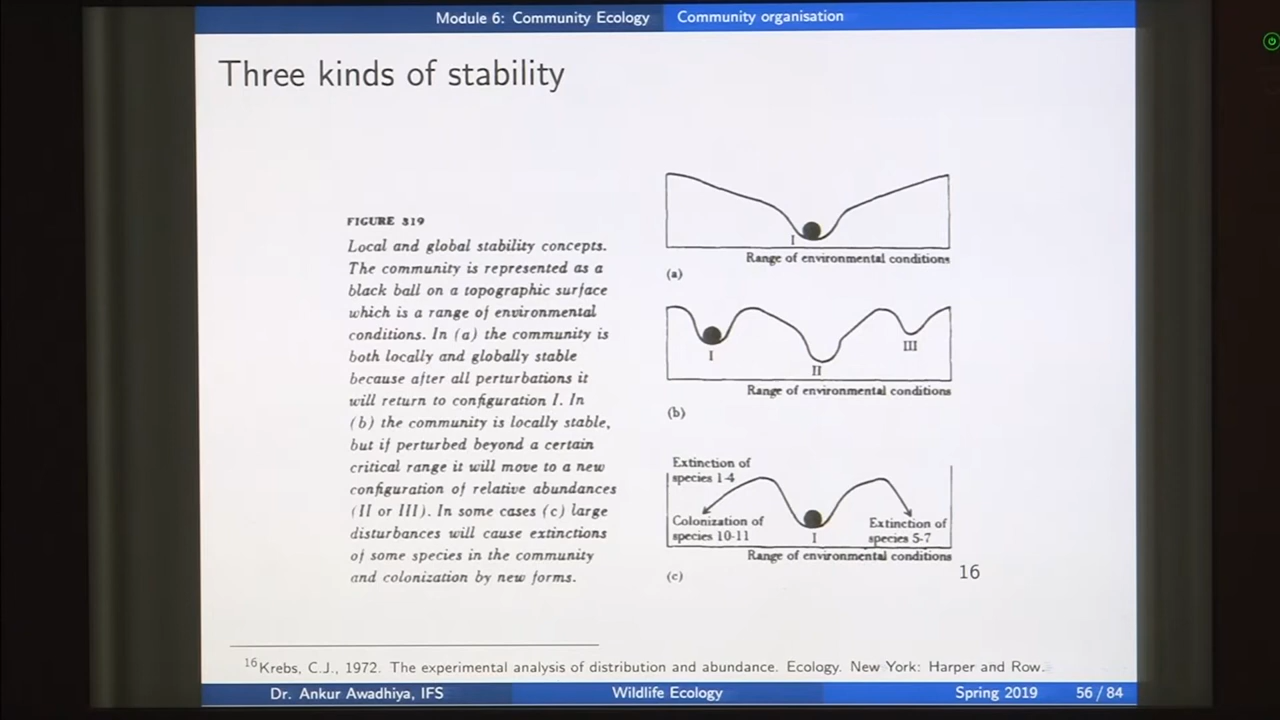 Module 6: Community Ecology Community organisation
Three kinds of stability
FIGURE 319
Local and global stability concepts.
The community is represented as a
black ball on a topographic surface
which is a range of environmental
conditions. In (a) the community is
both locally and globally stable
because after all perturbations it
will return to configuration I. In
(b) the community is locally stable,
but if perturbed beyond a certain
critical range it will move to a new
configuration of relative abundances
(II or III). In some cases (c) large
disturbances will cause extinctions
of some species in the community
and colonization by new forms.
I
Range of environmental conditions
(a)
I
II
III
Range of environmental conditions
(b)
Extinction of
species 1-4
Colonization of
species 10-11
I
Extinction of
species 5-7
Range of environmental conditions
(c)
16
16 Krebs, C.J., 1972. The experimental analysis of distribution and abundance. Ecology. New York: Harper and Row.
Dr. Ankur Awadhiya, IFS Wildlife Ecology Spring 2019 56 / 84